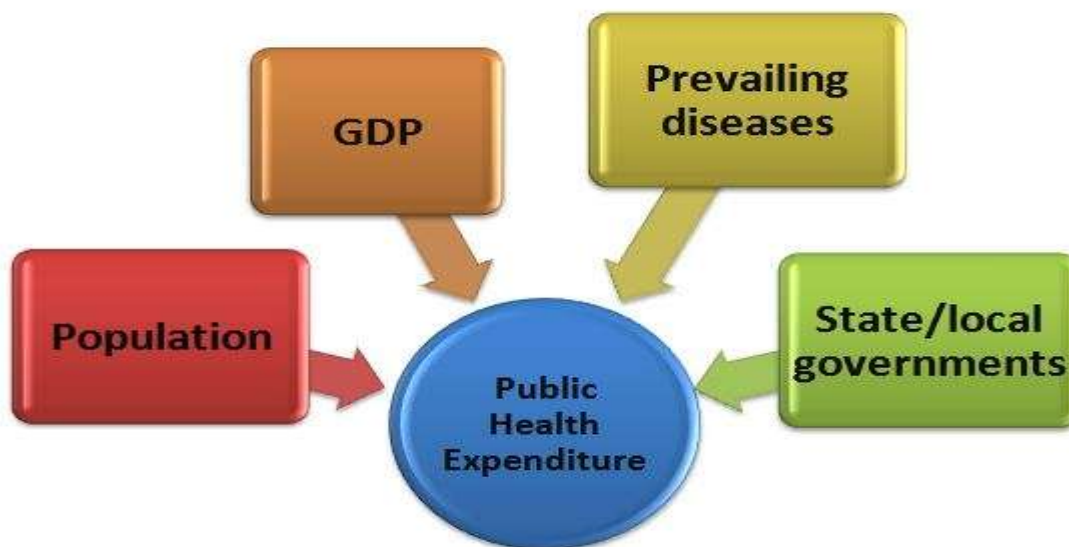 Population
GDP
Prevailing
diseases
State/local
governments
Public
Health
Expenditure